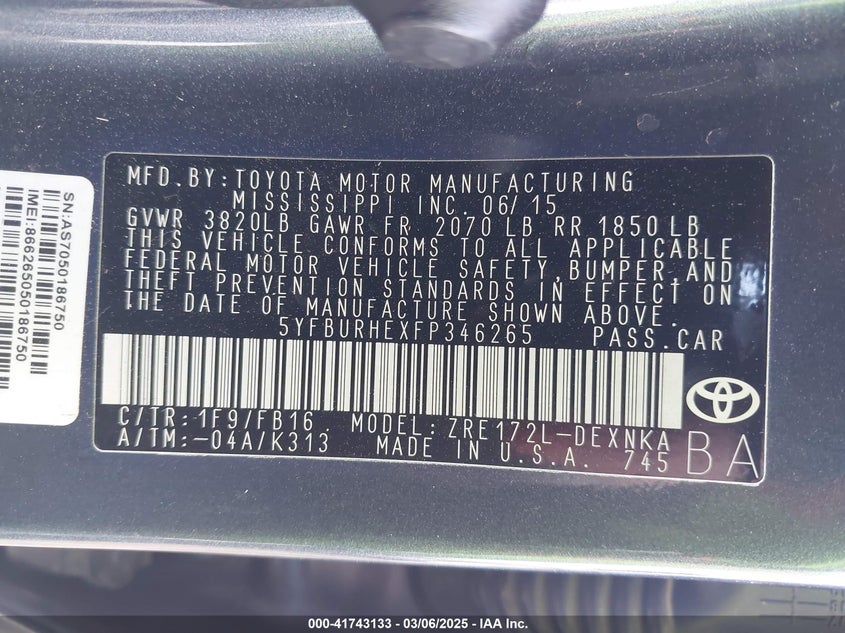 SN:AS7050186750
IMEI:866265050186750
MFD.BY:TOYOTA MOTOR MANUFACTURING
MISSISSIPPI INC. 06/15
GVWR 3820LB GAWR FR 2070 LB RR 1850 LB
THIS VEHICLE CONFORMS TO ALL APPLICABLE
FEDERAL MOTOR VEHICLE SAFETY,BUMPER,AND
THEFT PREVENTION STANDARDS IN EFFECT ON
THE DATE OF MANUFACTURE SHOWN ABOVE.
5YFBURHEXFP346265 PASS.CAR
C/TR:1F9/FB16 MODEL:ZRE172L-DEXNKA
A/TM:-04A/K313 MADE IN U.S.A. 745 BA
000-41743133 - 03/06/2025 - IAA Inc.